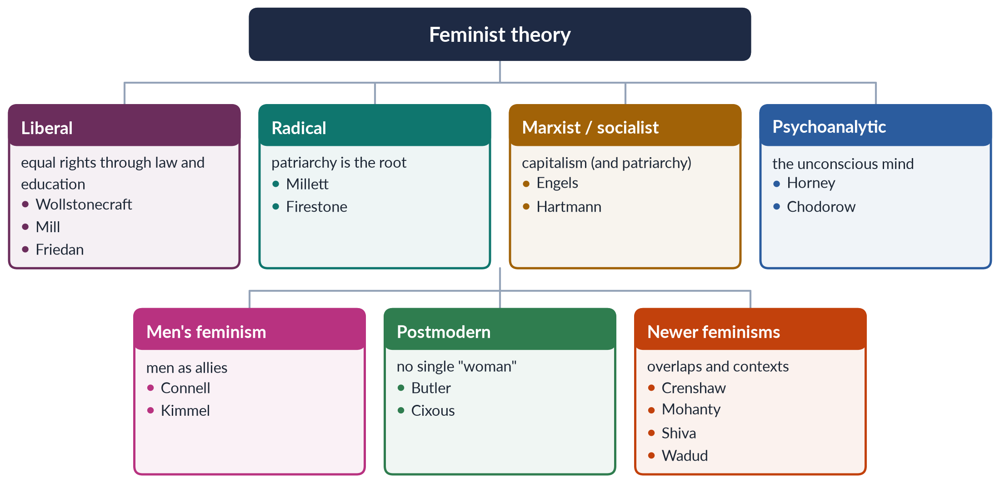 Feminist theory
Liberal
equal rights through law and
education
Wollstonecraft
Mill
Friedan
Radical
patriarchy is the root
Millett
Firestone
Marxist / socialist
capitalism (and patriarchy)
Engels
Hartmann
Psychoanalytic
the unconscious mind
Horney
Chodorow
Men's feminism
men as allies
Connell
Kimmel
Postmodern
no single "woman"
Butler
Cixous
Newer feminisms
overlaps and contexts
Crenshaw
Mohanty
Shiva
Wadud